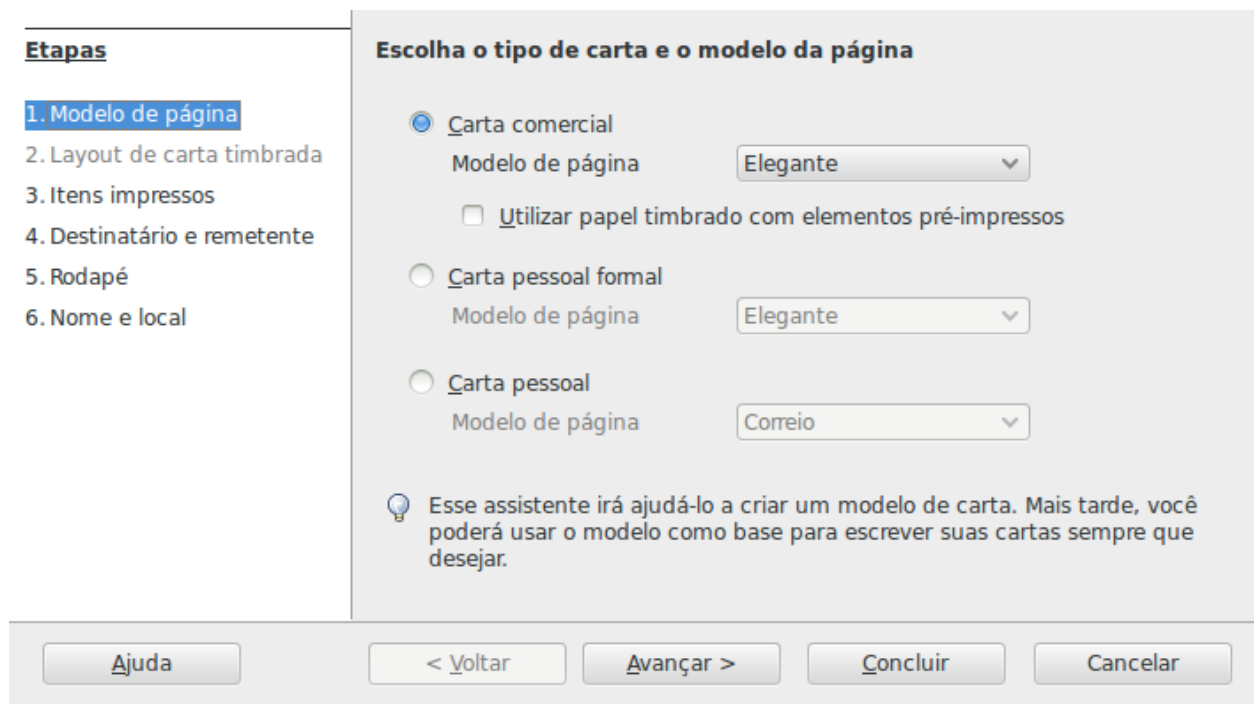 Etapas
1. Modelo de página
2. Layout de carta timbrada
3. Itens impressos
4. Destinatário e remetente
5. Rodapé
6. Nome e local
Escolha o tipo de carta e o modelo da página
Carta comercial
Modelo de página Elegante
Utilizar papel timbrado com elementos pré-impressos
Carta pessoal formal
Modelo de página Elegante
Carta pessoal
Modelo de página Correio
Esse assistente irá ajudá-lo a criar um modelo de carta. Mais tarde, você
poderá usar o modelo como base para escrever suas cartas sempre que
desejar.
Ajuda < Voltar Avançar > Concluir Cancelar